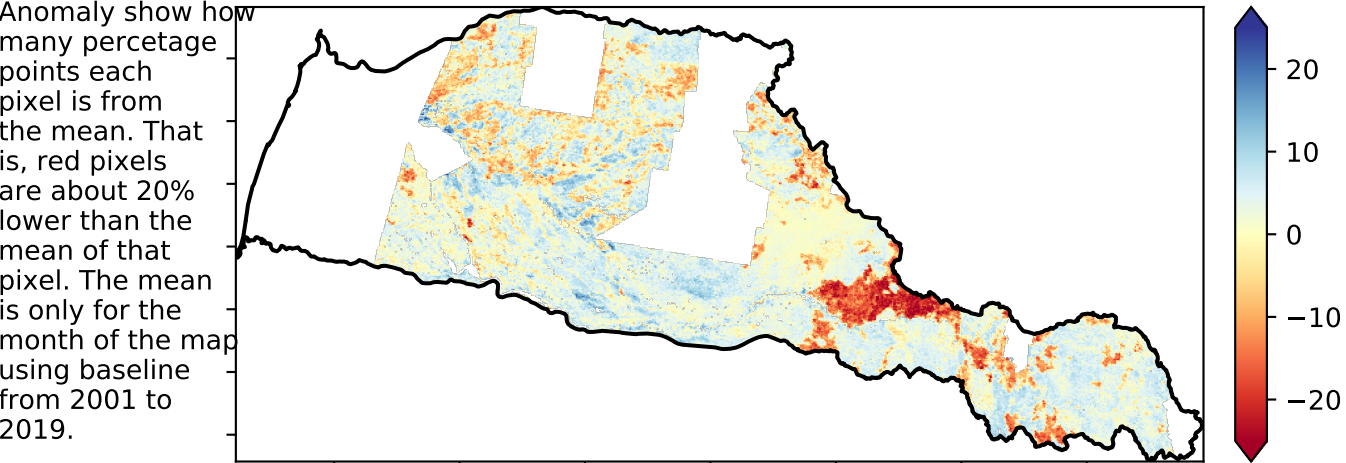 Anomaly show how
many percetage
points each
pixel is from
the mean. That
is, red pixels
are about 20%
lower than the
mean of that
pixel. The mean
is only for the
month of the map
using baseline
from 2001 to
2019.
20
10
0
−10
−20